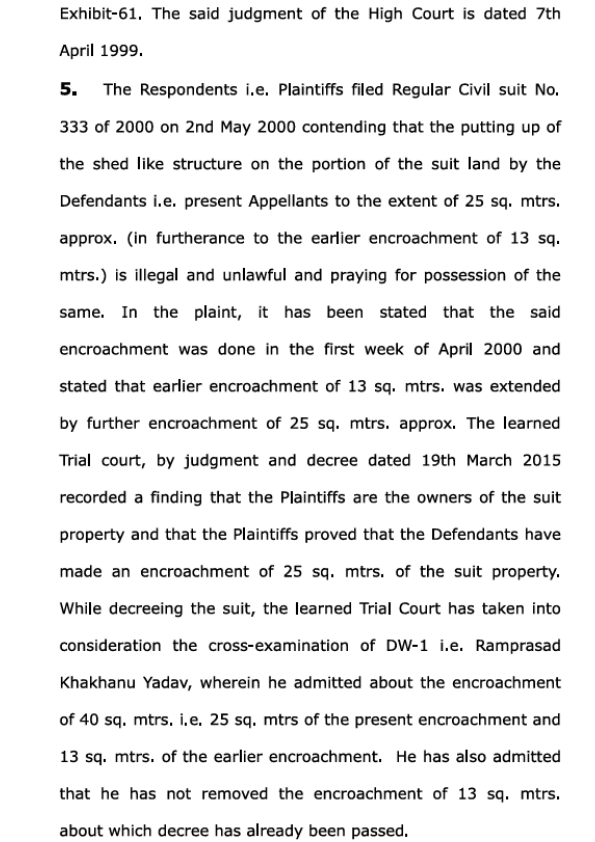 Exhibit-61. The said judgment of the High Court is dated 7th
April 1999.
5. The Respondents i.e. Plaintiffs filed Regular Civil suit No.
333 of 2000 on 2nd May 2000 contending that the putting up of
the shed like structure on the portion of the suit land by the
Defendants i.e. present Appellants to the extent of 25 sq. mtrs.
approx. (in furtherance to the earlier encroachment of 13 sq.
mtrs.) is illegal and unlawful and praying for possession of the
same. In the plaint, it has been stated that the said
encroachment was done in the first week of April 2000 and
stated that earlier encroachment of 13 sq. mtrs. was extended
by further encroachment of 25 sq. mtrs. approx. The learned
Trial court, by judgment and decree dated 19th March 2015
recorded a finding that the Plaintiffs are the owners of the suit
property and that the Plaintiffs proved that the Defendants have
made an encroachment of 25 sq. mtrs. of the suit property.
While decreeing the suit, the learned Trial Court has taken into
consideration the cross-examination of DW-1 i.e. Ramprasad
Khakhanu Yadav, wherein he admitted about the encroachment
of 40 sq. mtrs. i.e. 25 sq. mtrs of the present encroachment and
13 sq. mtrs. of the earlier encroachment. He has also admitted
that he has not removed the encroachment of 13 sq. mtrs.
about which decree has already been passed.